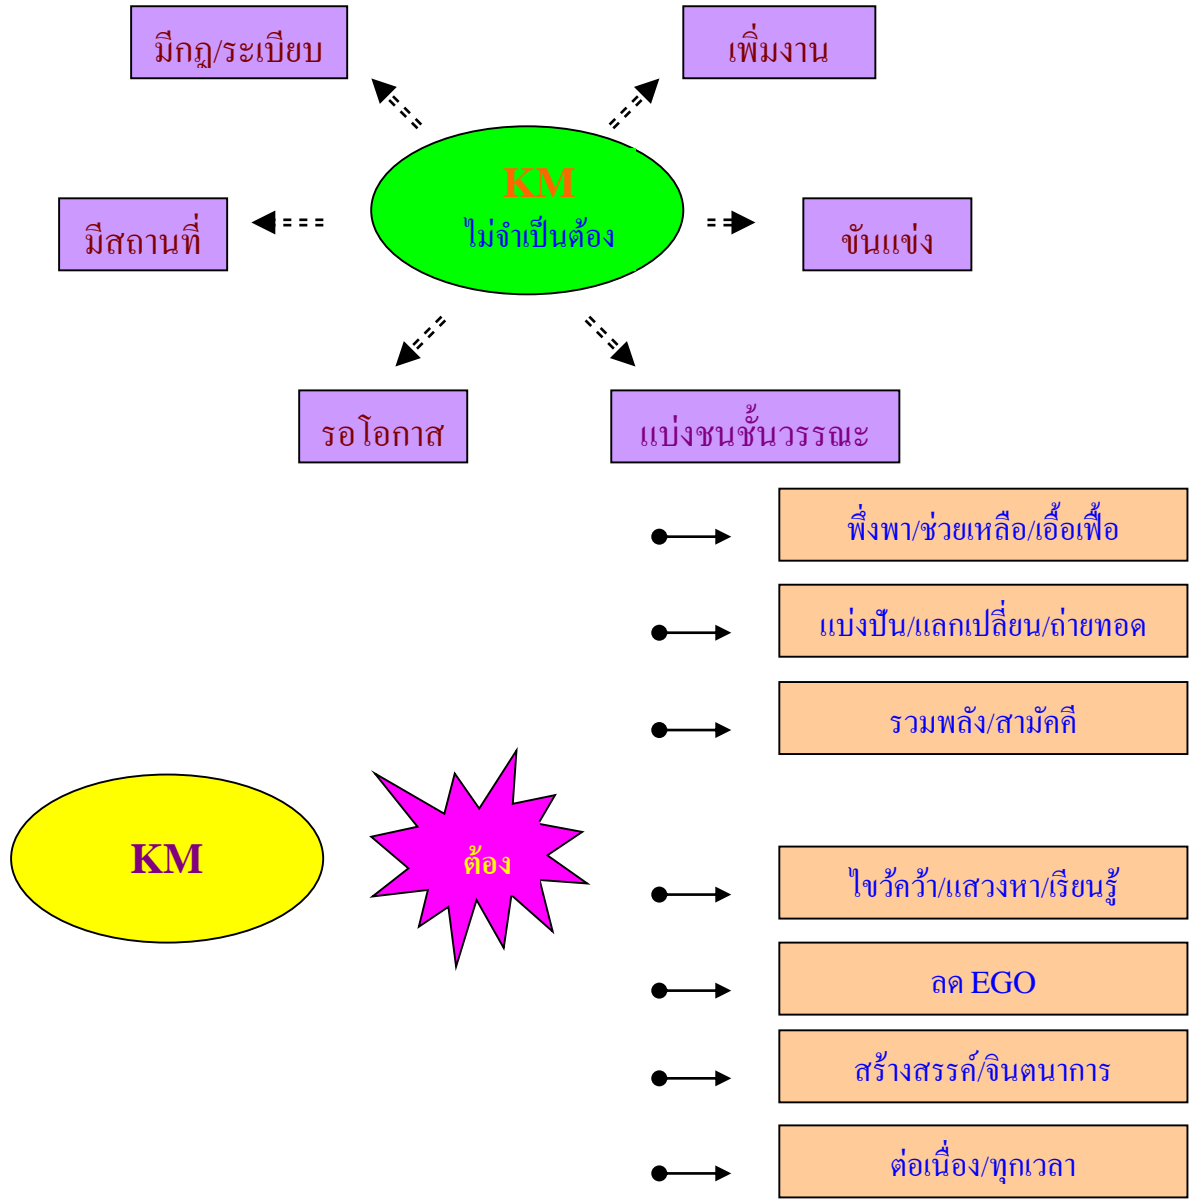 มีกฎ/ระเบียบ
เพิ่มงาน
KM
ไม่จำเป็นต้อง
มีสถานที่
ขันแข่ง
รอโอกาส
แบ่งชนชั้นวรรณะ
พึ่งพา/ช่วยเหลือ/เอื้อเฟื้อ
แบ่งปัน/แลกเปลี่ยน/ถ่ายทอด
รวมพลัง/สามัคคี
KM
ต้อง
ไขว้คว้า/แสวงหา/เรียนรู้
ลด EGO
สร้างสรรค์/จินตนาการ
ต่อเนื่อง/ทุกเวลา